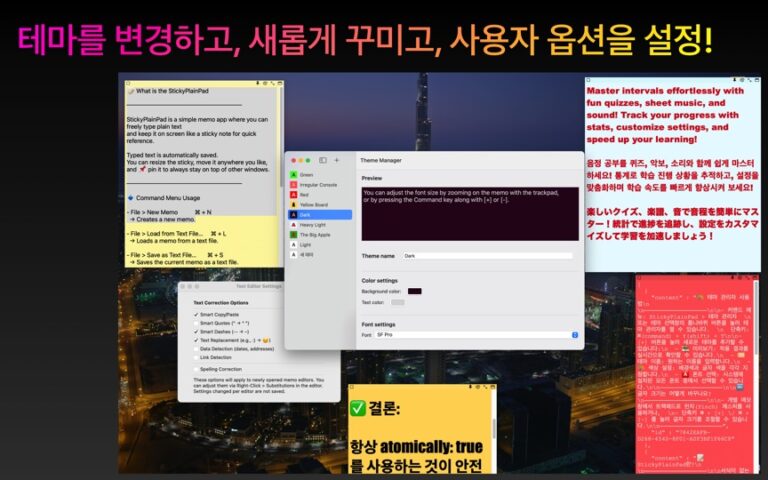 테마를 변경하고, 새롭게 꾸미고, 사용자 옵션을 설정!
What is the StickyPlainPad
StickyPlainPad is a simple memo app where you can
freely type plain text
and keep it on screen like a sticky note for quick
reference.
Typed text is automatically saved.
You can resize the sticky, move it anywhere you like,
and 📌 pin it to always stay on top of other windows.
Command Menu Usage
- File > New Memo ⌘ + N
→ Creates a new memo.
- File > Load from Text File... ⌘ + L
→ Loads a memo from a text file.
- File > Save as Text File... ⌘ + S
→ Saves the current memo as a text file.
Theme Manager
Green
Irregular Console
Red
Yellow Board
Dark
Heavy Light
The Big Apple
Light
새 테마
Preview
You can adjust the font size by zooming on the memo with the trackpad,
or by pressing the Command key along with [+] or [-].
Theme name
Dark
Color settings
Background color:
Text color:
Font settings
Font
SF Pro
Master intervals effortlessly with
fun quizzes, sheet music, and
sound! Track your progress with
stats, customize settings, and
speed up your learning!
음정 공부를 퀴즈, 악보, 소리와 함께 쉽게 마스터
하세요! 통계로 학습 진행 상황을 추적하고, 설정을
맞춤화하며 학습 속도를 빠르게 향상시켜 보세요!
楽しいクイズ、楽譜、音で音程を簡単にマス
ター！統計で進捗を追跡し、設定をカスタマ
イズして学習を加速しましょう！
Text Editor Settings
Text Correction Options
Smart Copy/Paste
Smart Quotes (" → “ ”)
Smart Dashes (-- → —)
Text Replacement (e.g., :) → 😊)
Data Detection (dates, addresses)
Link Detection
Spelling Correction
These options will apply to newly opened memo editors. You can
adjust them via Right-Click > Substitutions in the editor.
Settings changed per editor are not saved.
✅ 결론:
항상 atomically: true
를 사용하는 것이 안전
"content" : "
테마 관리자 사용
"id" :
"content" : "